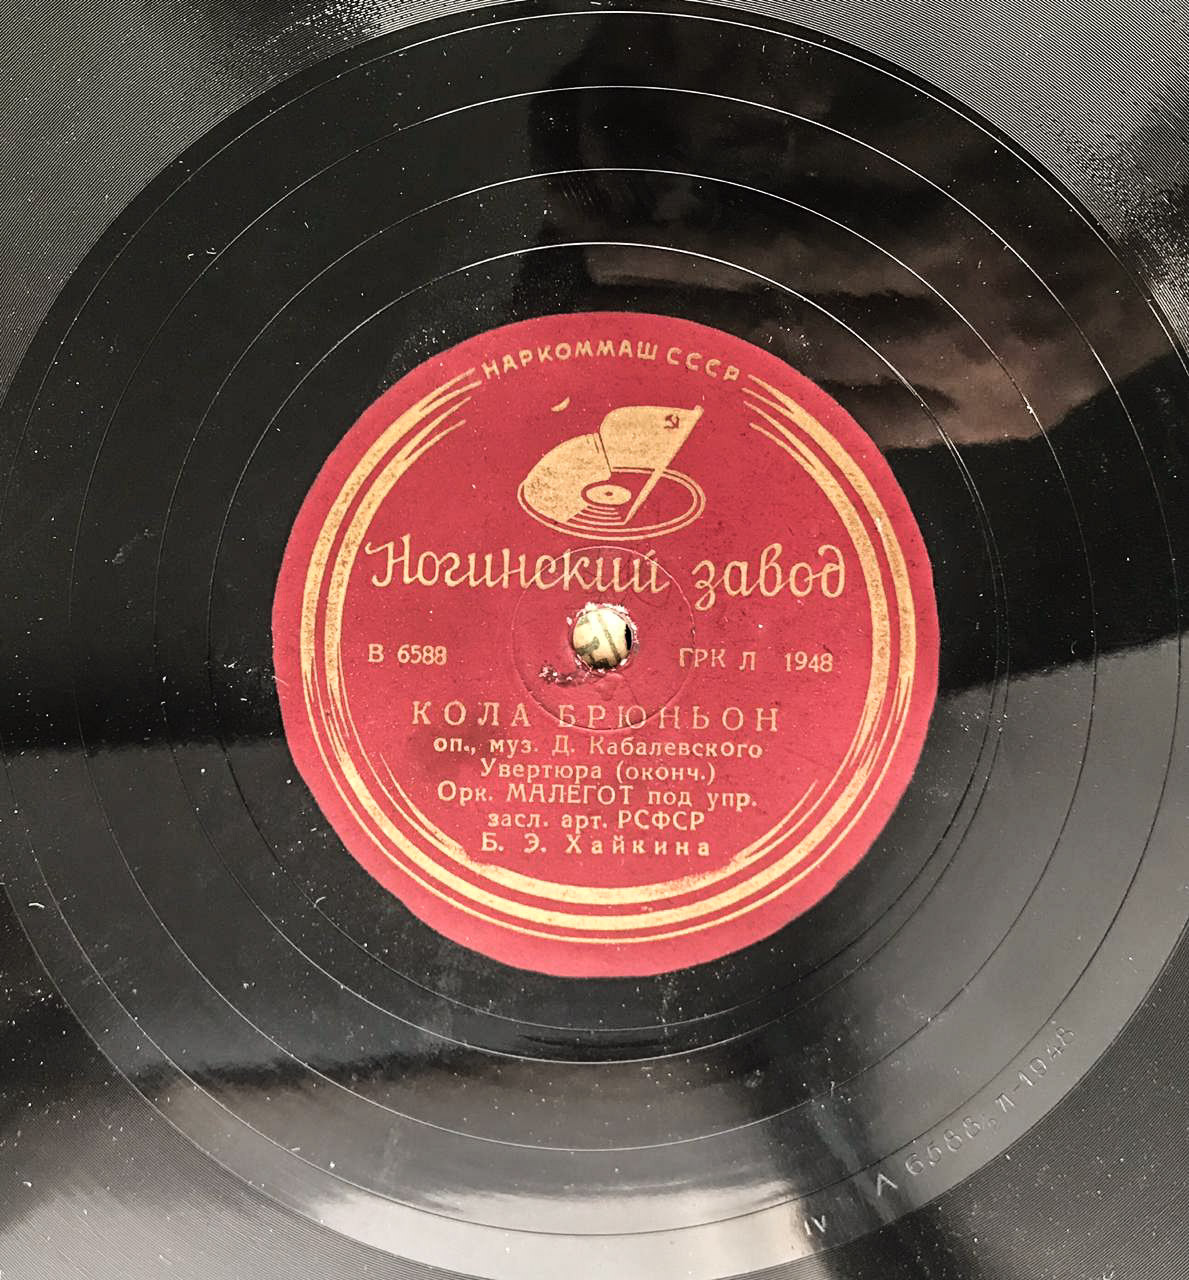 НАРКОММАШ СССР
Ногинский завод
В 6588 ГРК Л 1948
КОЛА БРЮНЬОН
оп., муз. Д. Кабалевского
Увертюра (оконч.)
Орк. МАЛЕГОТ под упр.
засл. арт. РСФСР
Б. Э. Хайкина
А 6588, Л-1948
IV